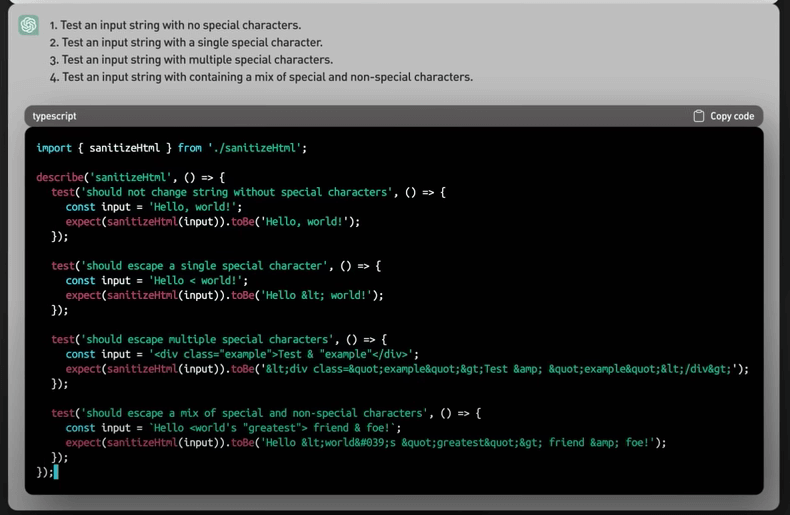 1. Test an input string with no special characters.
2. Test an input string with a single special character.
3. Test an input string with multiple special characters.
4. Test an input string with containing a mix of special and non-special characters.
typescript
Copy code
import { sanitizeHtml } from './sanitizeHtml';
describe('sanitizeHtml', () => {
test('should not change string without special characters', () => {
const input = 'Hello, world!';
expect(sanitizeHtml(input)).toBe('Hello, world!');
});
test('should escape a single special character', () => {
const input = 'Hello < world!';
expect(sanitizeHtml(input)).toBe('Hello &lt; world!');
});
test('should escape multiple special characters', () => {
const input = '<div class="example">Test & "example"</div>';
expect(sanitizeHtml(input)).toBe('&lt;div class=&quot;example&quot;&gt;Test &amp; &quot;example&quot;&lt;/div&gt;');
});
test('should escape a mix of special and non-special characters', () => {
const input = `Hello <world's "greatest"> friend & foe!`;
expect(sanitizeHtml(input)).toBe('Hello &lt;world&#039;s &quot;greatest&quot;&gt; friend &amp; foe!');
});
});